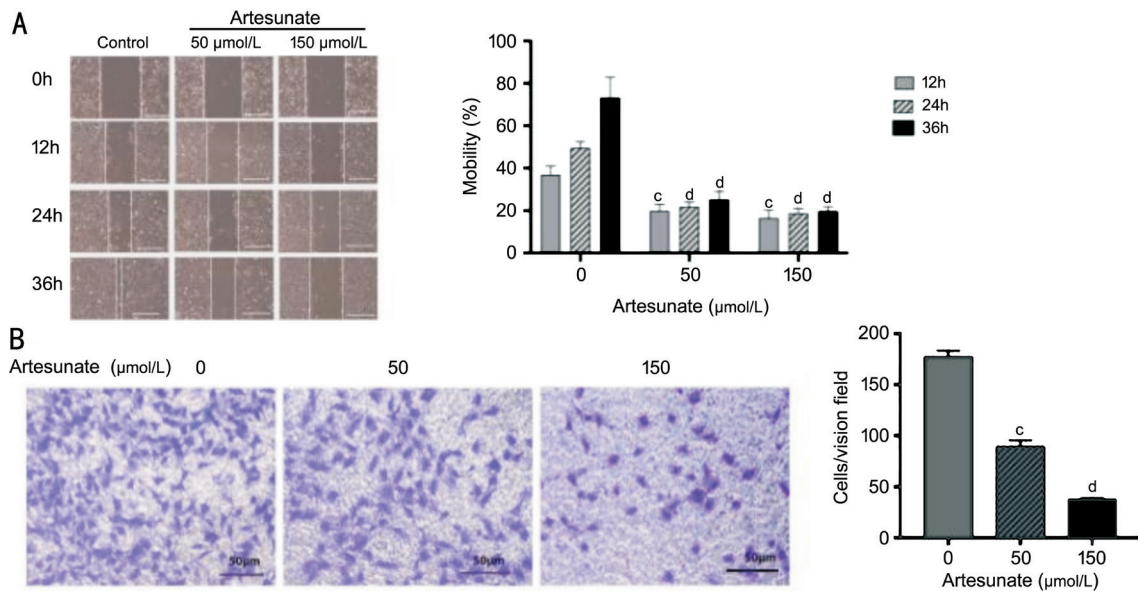 A
Artesunate
Control
50 μmol/L
150 μmol/L
0h
12h
24h
36h
Mobility (%)
100
80
60
40
20
0
c
d
d
c
d
d
0
50
150
Artesunate (μmol/L)
12h
24h
36h
B
Artesunate (μmol/L) 0 50 150
50μm
50μm
50μm
Cells/vision field
200
150
100
50
0
c
d
0
50
150
Artesunate (μmol/L)